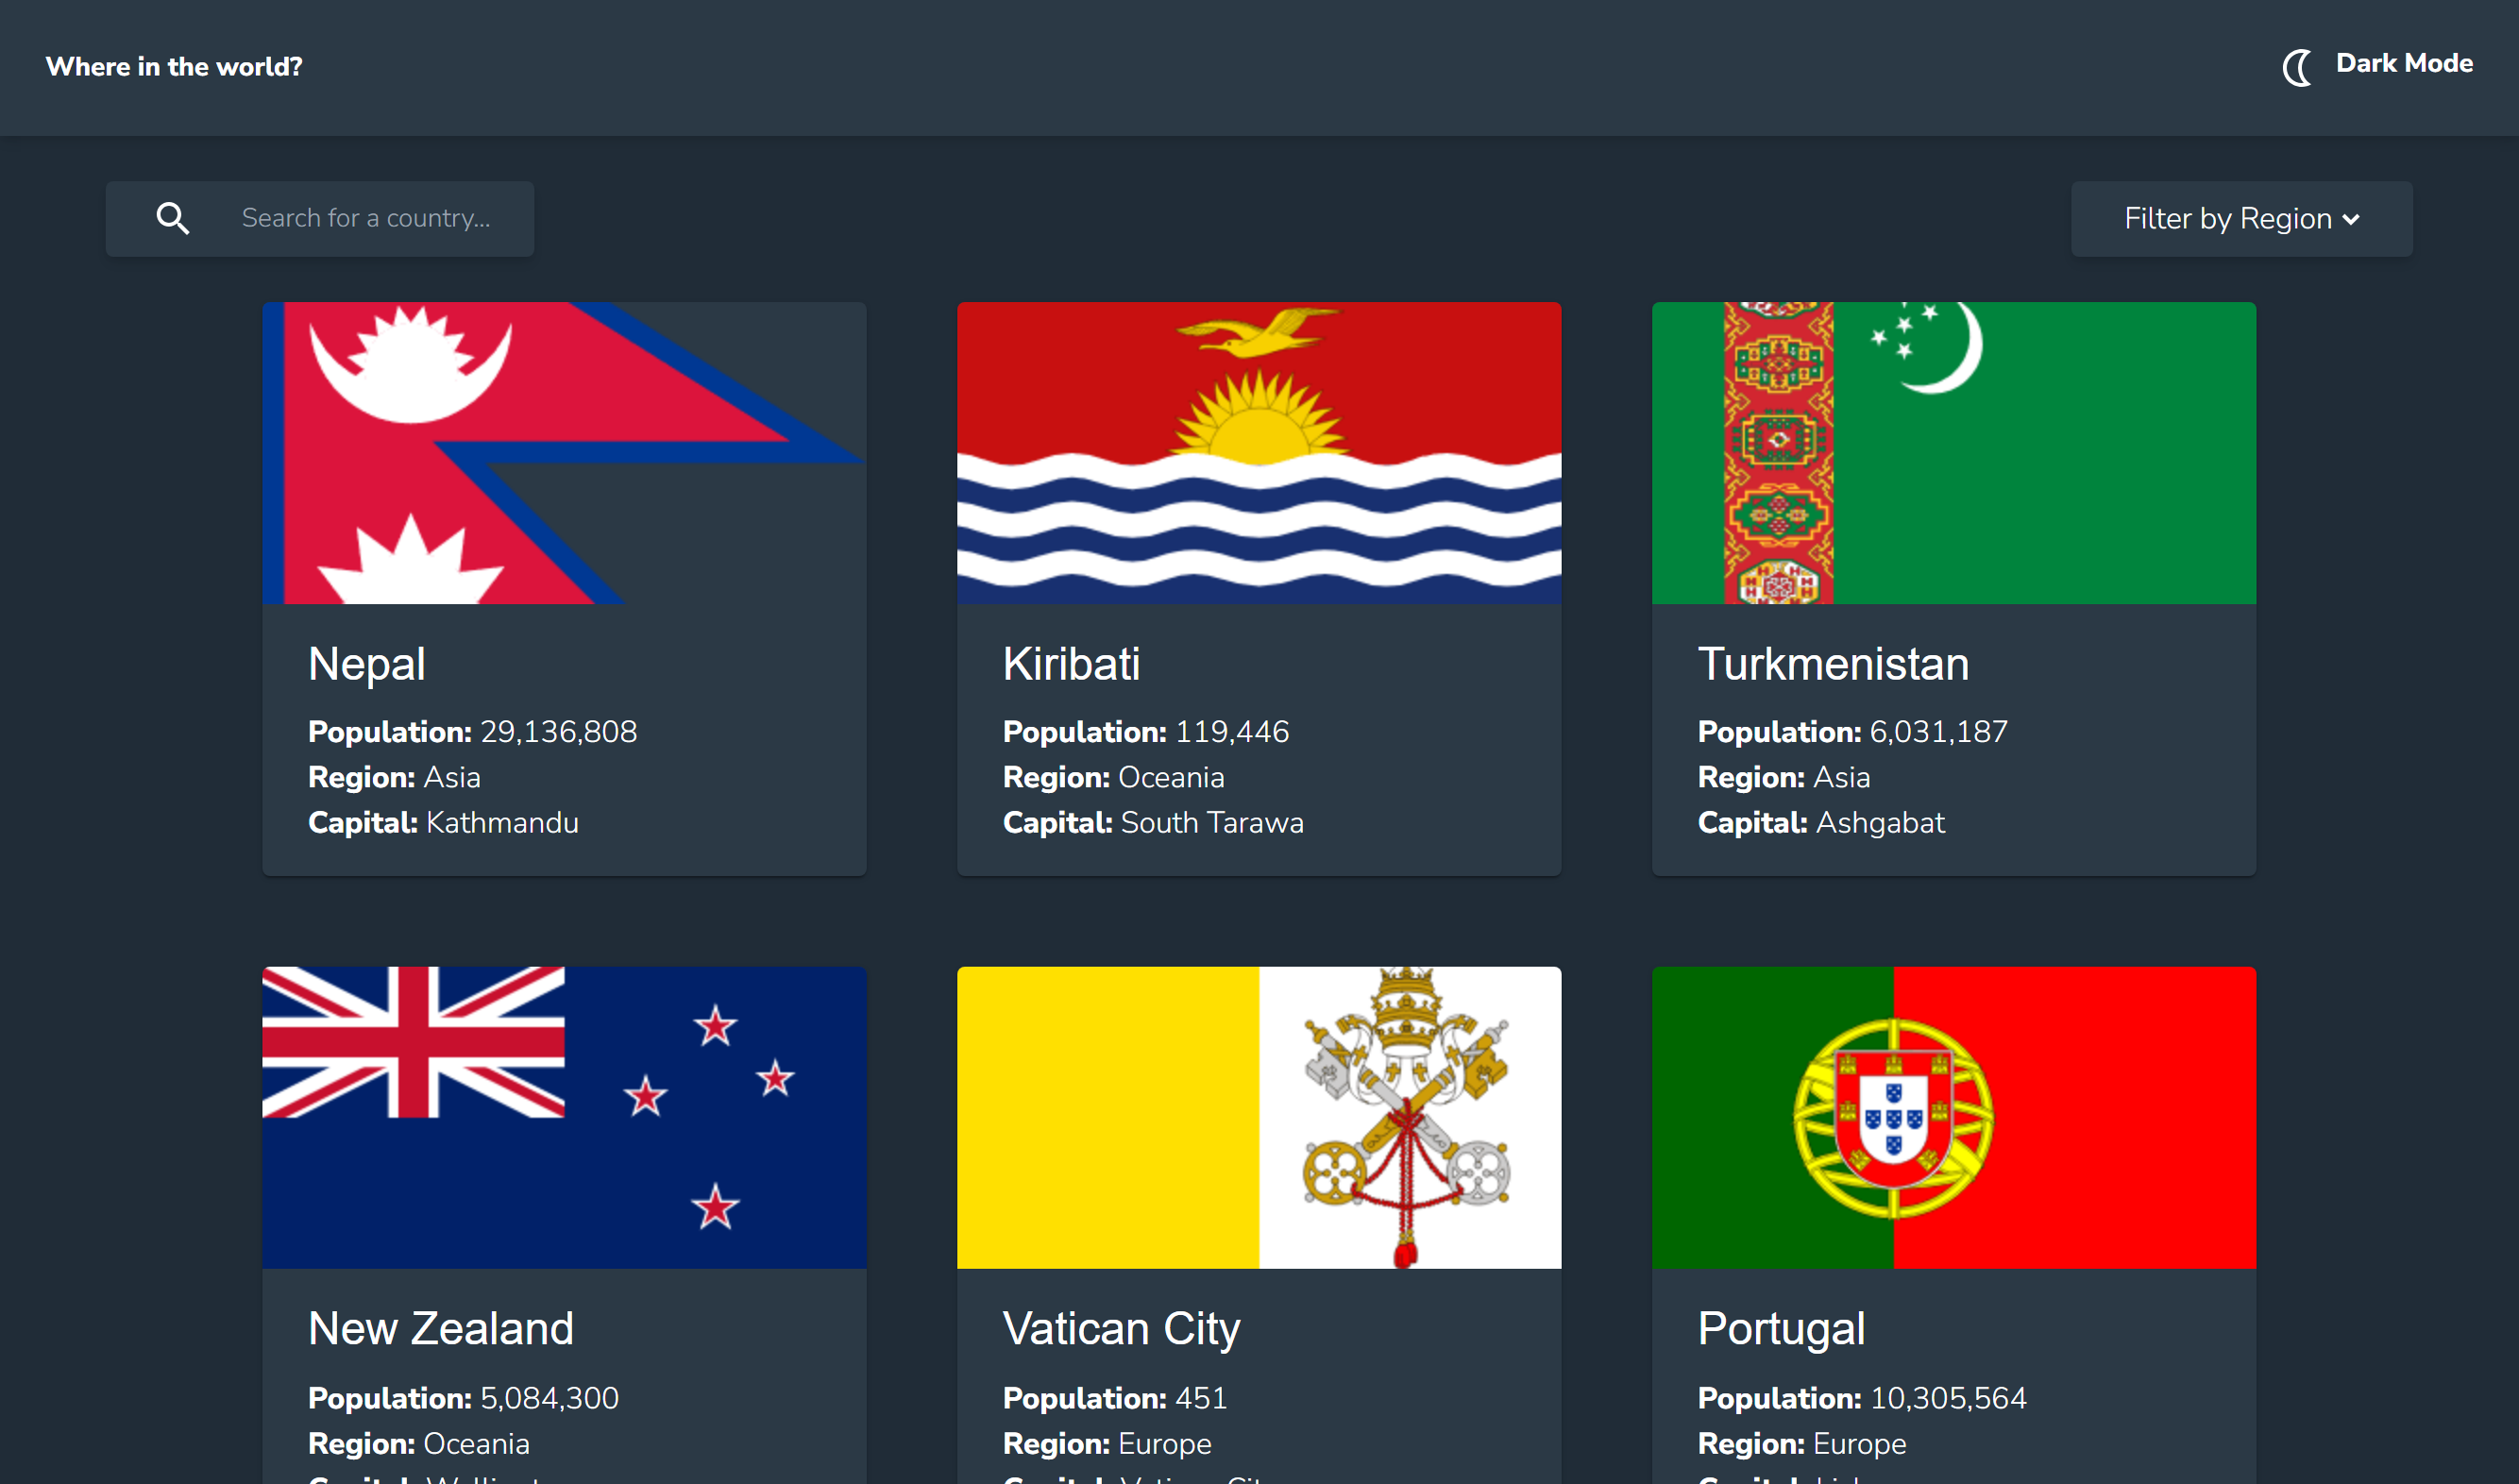 Where in the world?
Dark Mode
Search for a country...
Filter by Region
Nepal
Population: 29,136,808
Region: Asia
Capital: Kathmandu
Kiribati
Population: 119,446
Region: Oceania
Capital: South Tarawa
Turkmenistan
Population: 6,031,187
Region: Asia
Capital: Ashgabat
New Zealand
Population: 5,084,300
Region: Oceania
Vatican City
Population: 451
Region: Europe
Portugal
Population: 10,305,564
Region: Europe